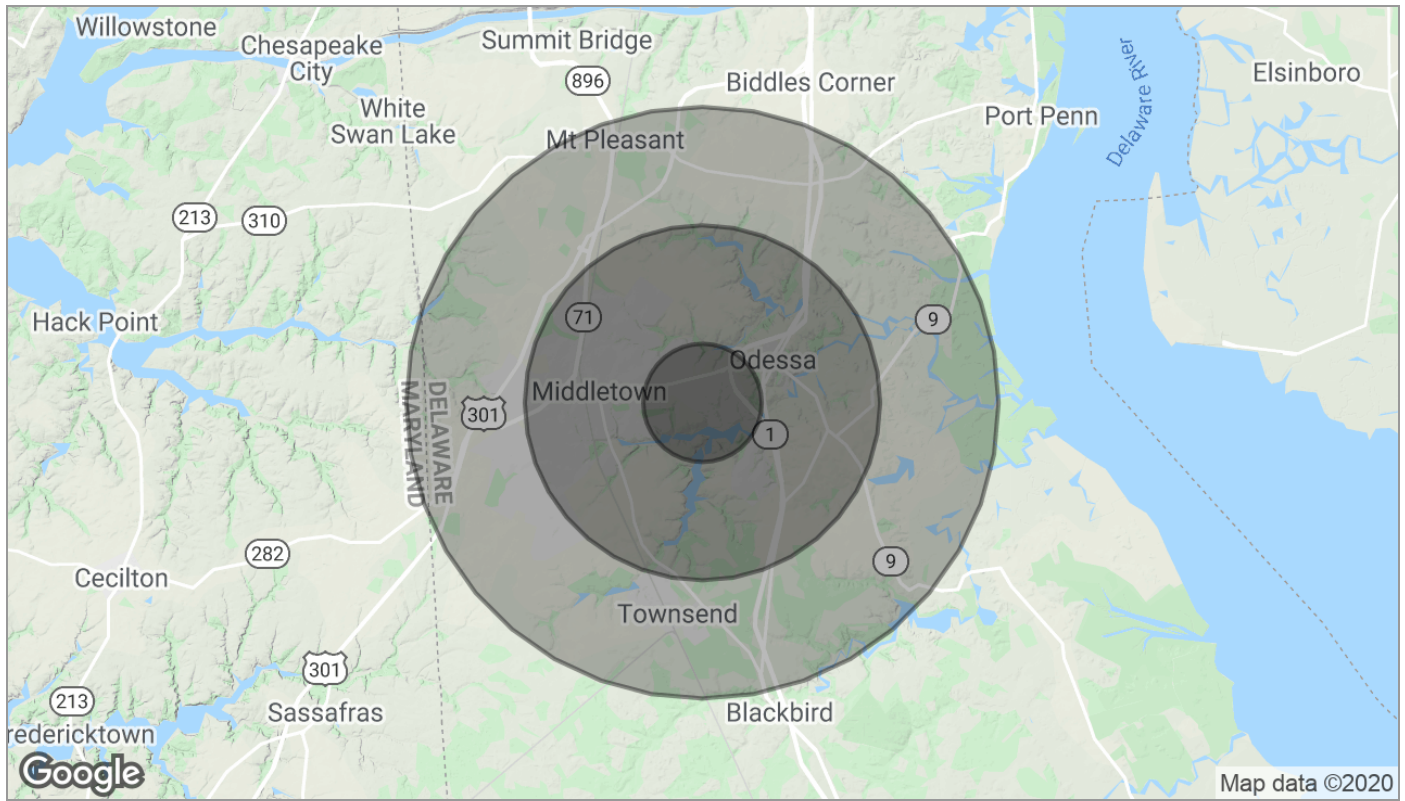 Willowstone
Chesapeake
City
Summit Bridge
896
Biddles Corner
Elsinboro
White
Swan Lake
Port Penn
Delaware River
Mt Pleasant
213
310
Hack Point
71
9
Odessa
Middletown
301
DELAWARE
MARYLAND
1
282
9
Cecilton
Townsend
301
213
Sassafras
Blackbird
redericktown
Google
Map data ©2020